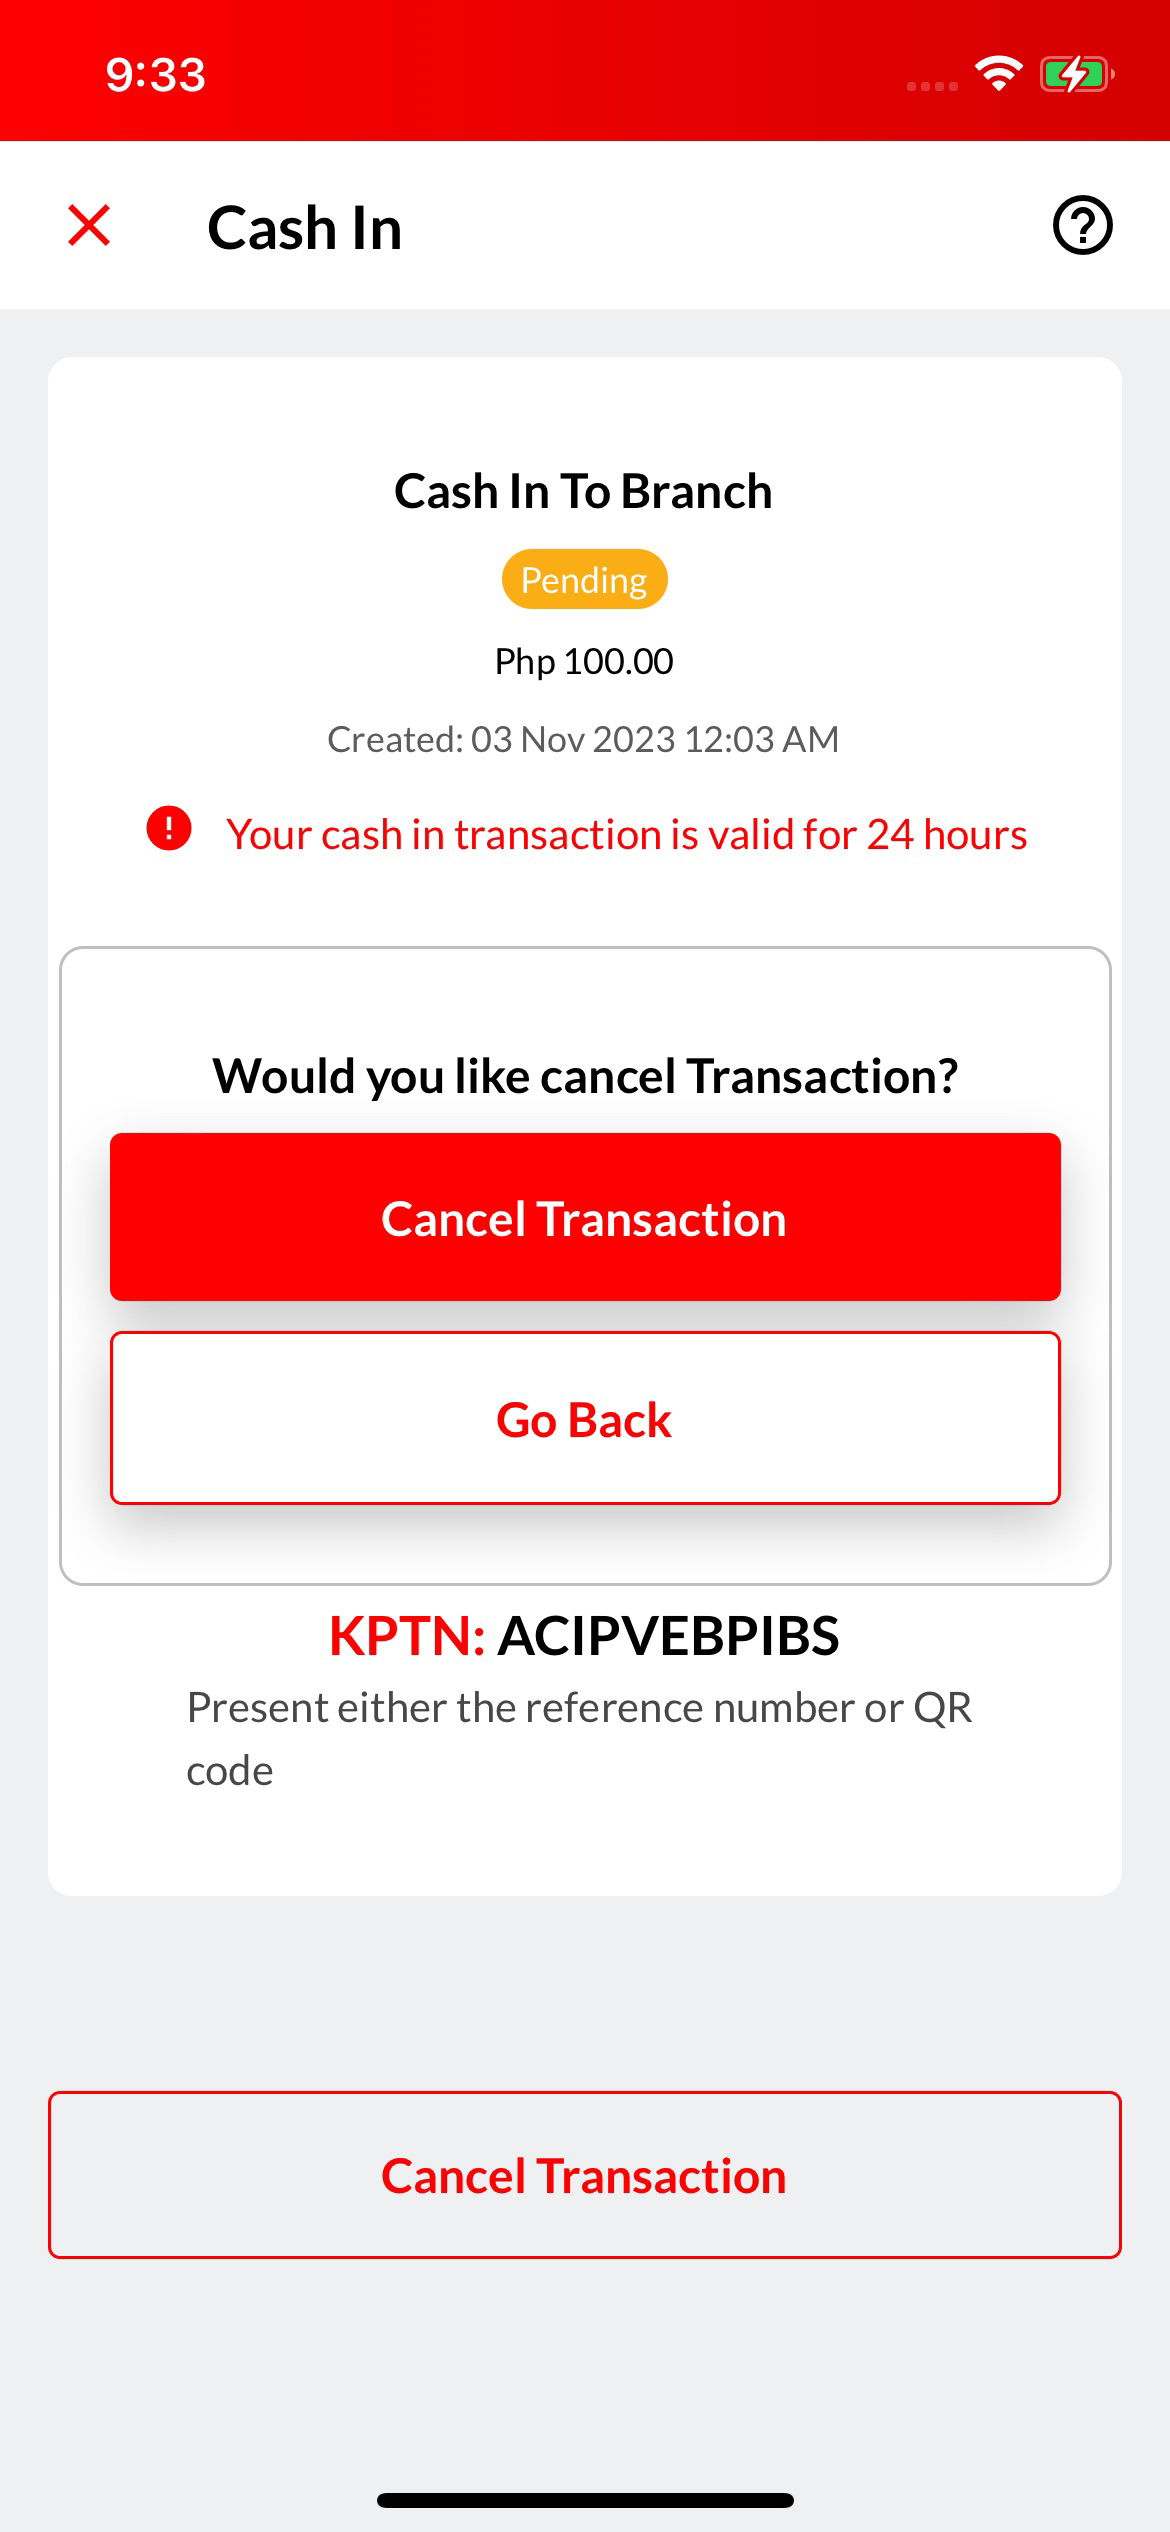 9:33
Cash In
Cash In To Branch
Pending
Php 100.00
Created: 03 Nov 2023 12:03 AM
Your cash in transaction is valid for 24 hours
Would you like cancel Transaction?
Cancel Transaction
Go Back
KPTN: ACIPVEBPIBS
Present either the reference number or QR
code
Cancel Transaction